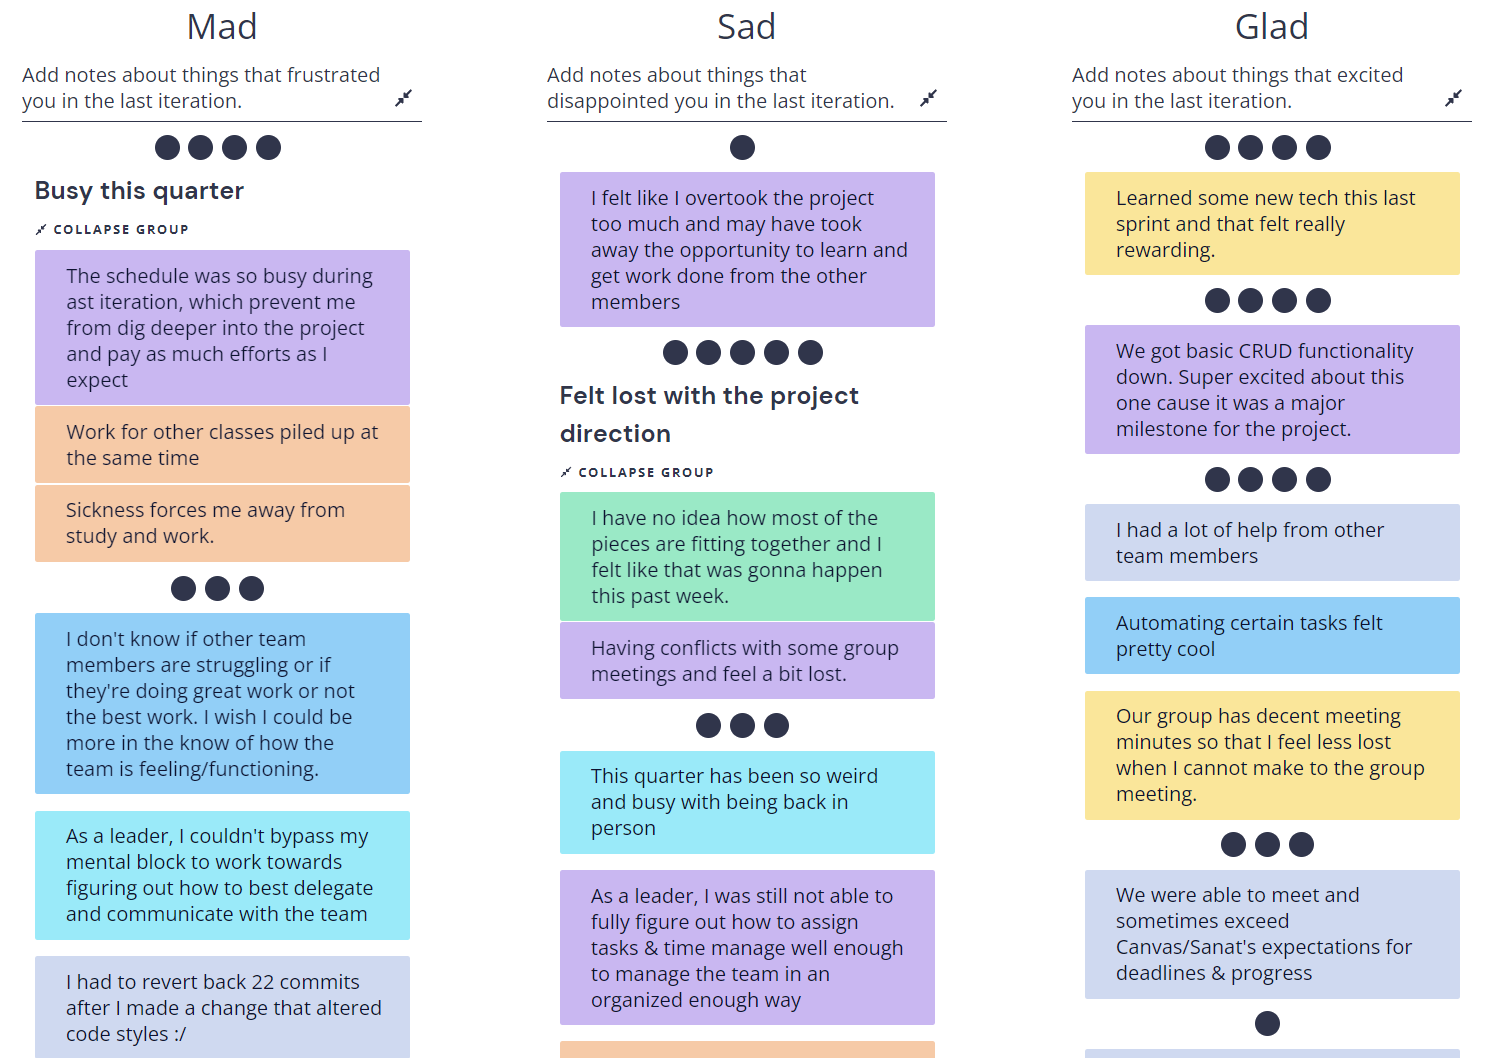 Mad
Add notes about things that frustrated
you in the last iteration.
Busy this quarter
COLLAPSE GROUP
The schedule was so busy during
ast iteration, which prevent me
from dig deeper into the project
and pay as much efforts as I
expect
Work for other classes piled up at
the same time
Sickness forces me away from
study and work.
I don't know if other team
members are struggling or if
they're doing great work or not
the best work. I wish I could be
more in the know of how the
team is feeling/functioning.
As a leader, I couldn't bypass my
mental block to work towards
figuring out how to best delegate
and communicate with the team
I had to revert back 22 commits
after I made a change that altered
code styles :/
Sad
Add notes about things that
disappointed you in the last iteration.
I felt like I overtook the project
too much and may have took
away the opportunity to learn and
get work done from the other
members
Felt lost with the project
direction
COLLAPSE GROUP
I have no idea how most of the
pieces are fitting together and I
felt like that was gonna happen
this past week.
Having conflicts with some group
meetings and feel a bit lost.
This quarter has been so weird
and busy with being back in
person
As a leader, I was still not able to
fully figure out how to assign
tasks & time manage well enough
to manage the team in an
organized enough way
Glad
Add notes about things that excited
you in the last iteration.
Learned some new tech this last
sprint and that felt really
rewarding.
We got basic CRUD functionality
down. Super excited about this
one cause it was a major
milestone for the project.
I had a lot of help from other
team members
Automating certain tasks felt
pretty cool
Our group has decent meeting
minutes so that I feel less lost
when I cannot make to the group
meeting.
We were able to meet and
sometimes exceed
Canvas/Sanat's expectations for
deadlines & progress